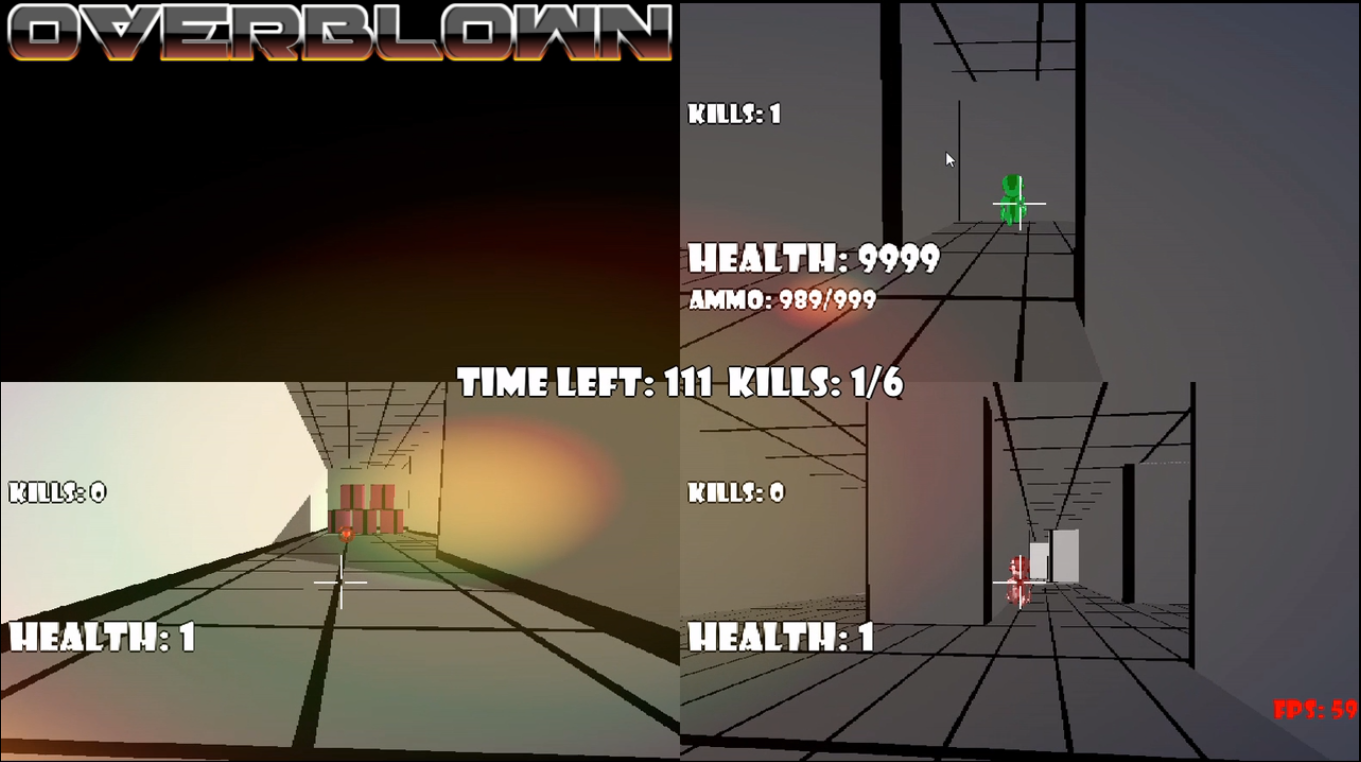 OVERBLOWN
KILLS: 1
HEALTH: 9999
AMMO: 989/999
TIME LEFT: 111 KILLS: 1/6
KILLS: 0
KILLS: 0
HEALTH: 1
HEALTH: 1
FPS: 59